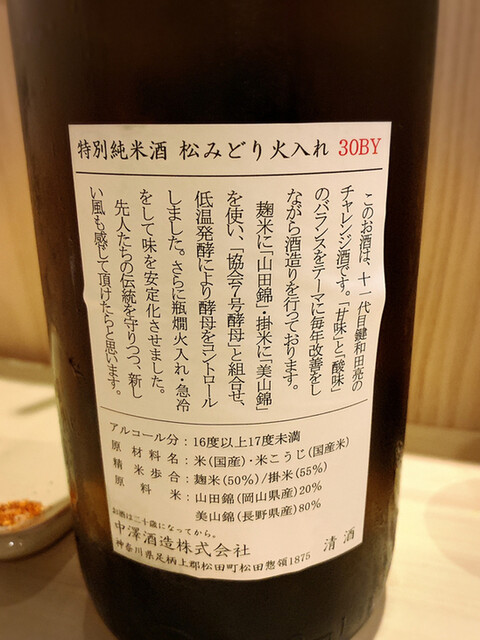 特別純米酒 松みどり火入れ 30BY
このお酒は、十一代目鍵和田亮の
チャレンジ酒です。「甘味」と、「酸味」
のバランスをテーマに毎年改善をし
ながら酒造りを行っております。
麹米に「山田錦」・掛米に「美山錦」
を使い、「協会7号酵母」と組合せ、
低温発酵により酵母をコントロール
しました。さらに瓶燗火入れ・急冷
をして味を安定化させました。
先人たちの伝統を守りつつ、新し
い風も感じて頂けたらと思います。
アルコール分：16度以上17度未満
原材料名：米(国産)・米こうじ(国産米)
精米歩合：麹米(50%)/掛米(55%)
原料米：山田錦(岡山県産)20%
美山錦(長野県産)80%
お酒は二十歳になってから。
中澤酒造株式会社 清酒
神奈川県足柄上郡松田町松田惣領1875